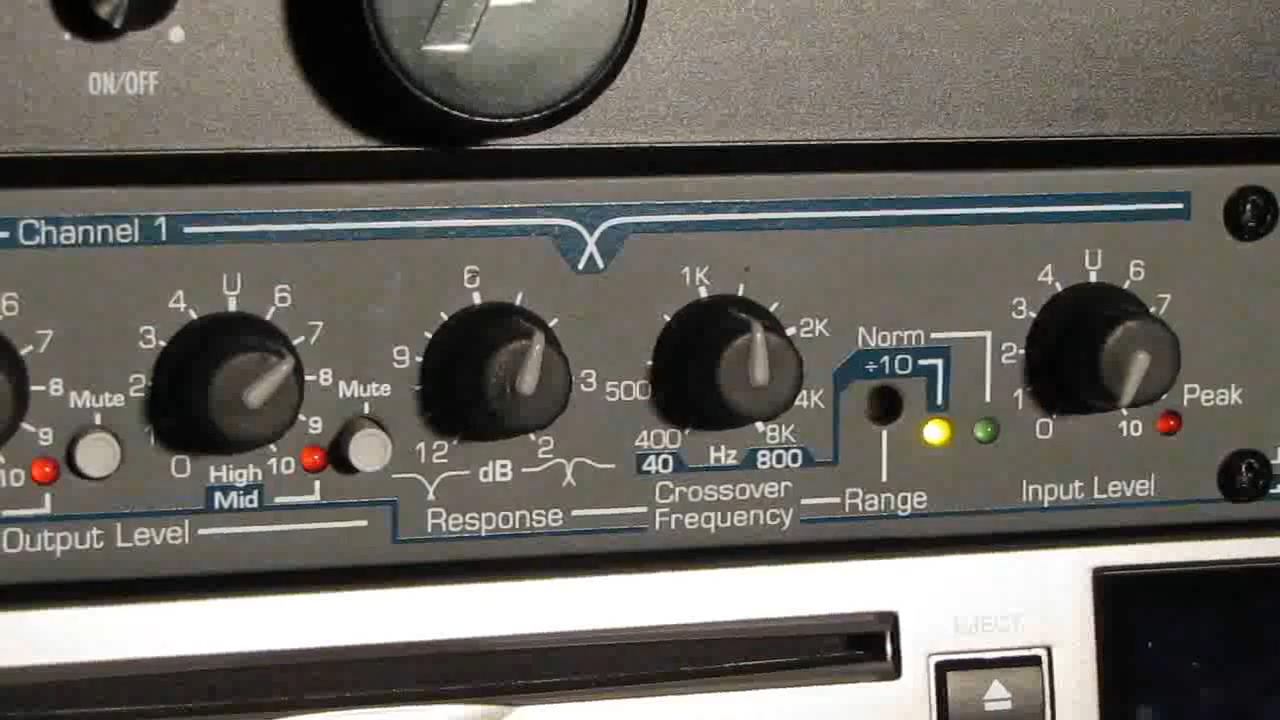 ON/OFF
Channel 1
6 7 8 9 10
Mute
0 1 2 3 4 U 6 7 8 9 10
High
Mid
Mute
Output Level
12 9 6 3 2
dB
Response
400 500 1K 2K 4K 8K
40 Hz 800
Crossover
Frequency
Norm
÷10
Range
0 1 2 3 4 U 6 7 10
Peak
Input Level
EJECT